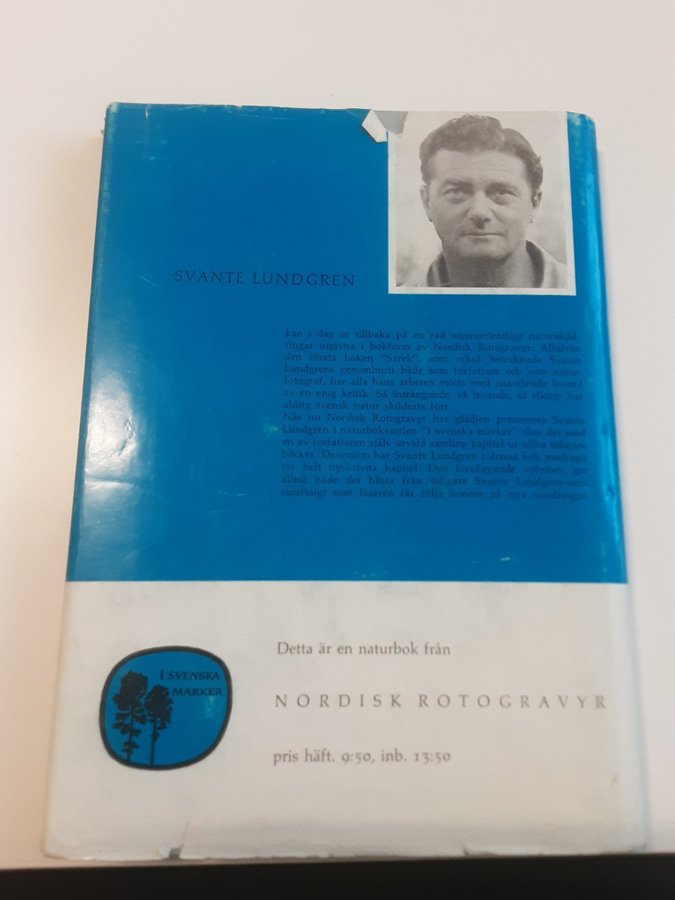 SVANTE LUNDGREN
kan i dag se tillbaka på en rad utomordentliga naturskild-
ringar utgivna i bokform av Nordisk Rotogravyr. Alltifrån
den första boken, "Sarek", som också betecknade Svante
Lundgrens genombrott både som författare och som natur-
fotograf, har alla hans arbeten mötts med enastående lovord
av en enig kritik. Så inträngande, så levande, så riktigt har
aldrig svensk natur skildrats förr.
När nu Nordisk Rotogravyr har glädjen presentera Svante
Lundgren i naturboksserien "I svenska marker" sker det med
en av författaren själv utvald samling kapitel ur olika tidigare
böcker. Dessutom har Svante Lundgren i denna bok medtagit
tre helt nyskrivna kapitel. Den föreliggande volymen ger
alltså både det bästa från tidigare Svante Lundgren-verk
samtidigt som läsaren får följa honom på nya vandringar.
I SVENSKA
MARKER
Detta är en naturbok från
NORDISK ROTOGRAVYR
pris häft. 9:50, inb. 13:50